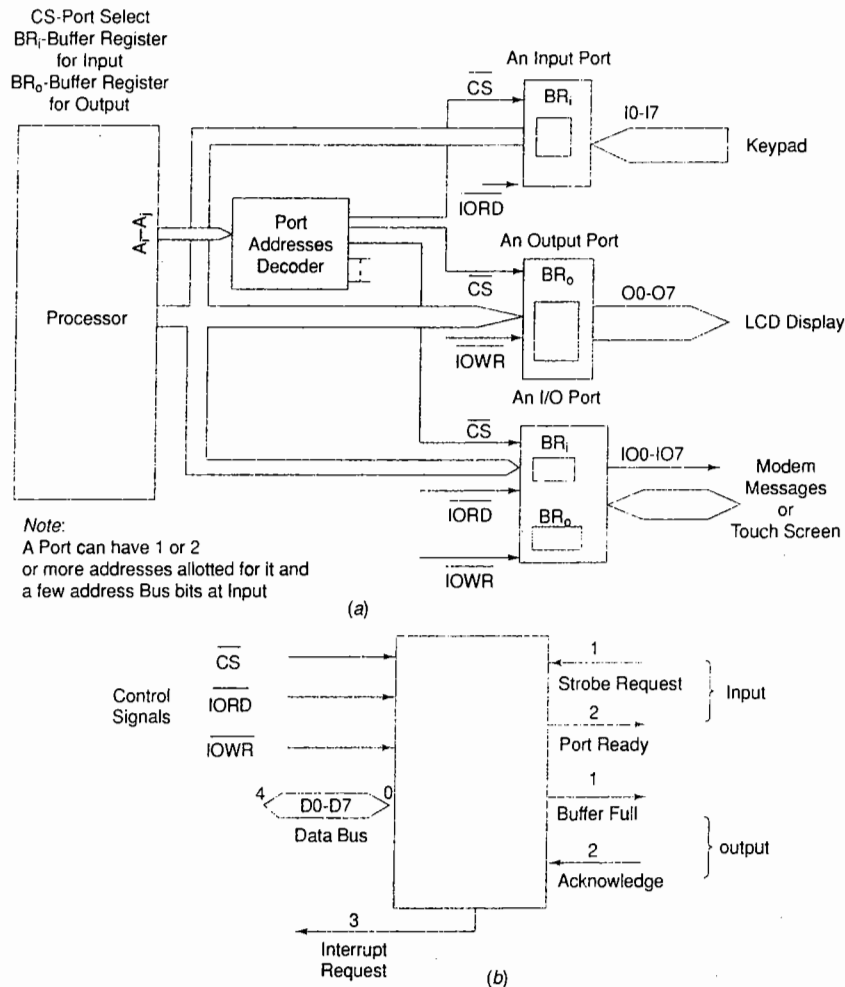 CS-Port Select
BRi-Buffer Register
for Input
BRo-Buffer Register
for Output
An Input Port
CS
BRi
I0-I7
Keypad
IORD
Ai–Aj
Port
Addresses
Decoder
An Output Port
CS
BRo
O0-O7
LCD Display
Processor
IOWR
An I/O Port
CS
BRi
IO0-IO7
Modem
Messages
or
Touch Screen
IORD
BRo
IOWR
Note:
A Port can have 1 or 2
or more addresses allotted for it and
a few address Bus bits at Input
(a)
CS
1
Strobe Request
Input
Control
Signals
IORD
2
Port Ready
IOWR
1
Buffer Full
4
D0-D7
0
Data Bus
output
2
Acknowledge
3
Interrupt
Request
(b)